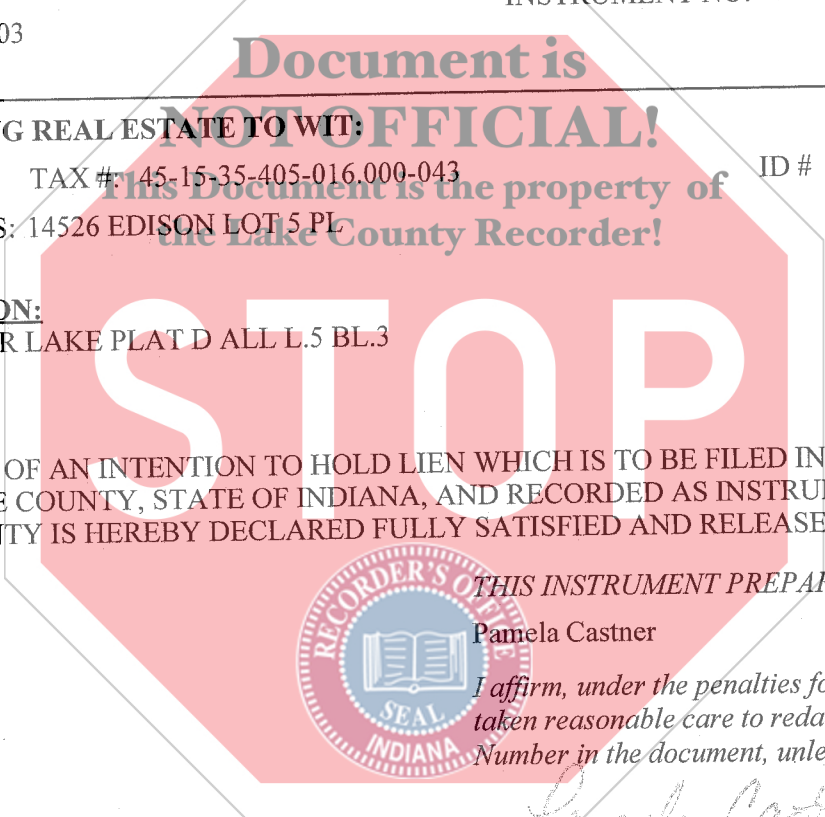 INSTRUMENT NO.
03
Document is
NOT OFFICIAL!
This Document is the property of
the Lake County Recorder!
G REAL ESTATE TO WIT:
TAX #: 45-15-35-405-016.000-043 ID #
S: 14526 EDISON LOT 5 PL
ON:
R LAKE PLAT D ALL L.5 BL.3
STOP
OF AN INTENTION TO HOLD LIEN WHICH IS TO BE FILED IN
E COUNTY, STATE OF INDIANA, AND RECORDED AS INSTRU
NTY IS HEREBY DECLARED FULLY SATISFIED AND RELEASE
RECORDER'S OFFICE
SEAL
INDIANA
THIS INSTRUMENT PREPAR
Pamela Castner
I affirm, under the penalties fo
taken reasonable care to reda
Number in the document, unle